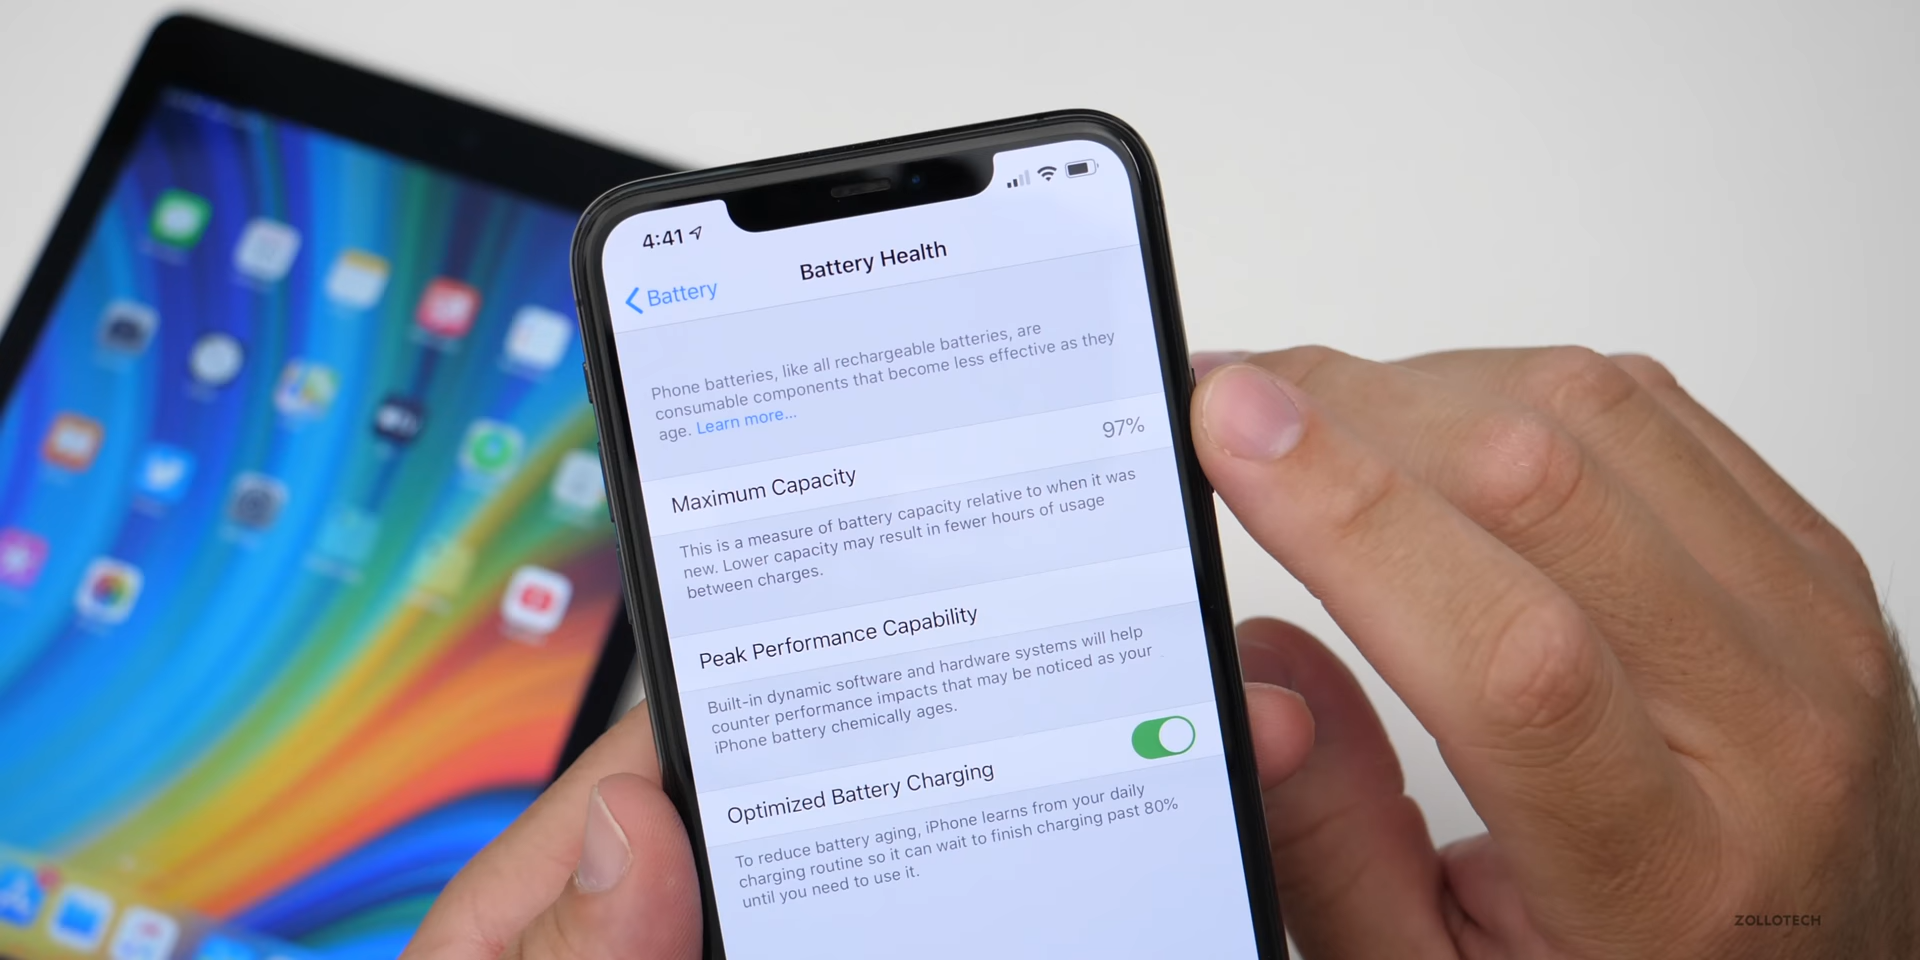 4:41
Battery
Battery Health
Phone batteries, like all rechargeable batteries, are
consumable components that become less effective as they
age. Learn more...
Maximum Capacity
97%
This is a measure of battery capacity relative to when it was
new. Lower capacity may result in fewer hours of usage
between charges.
Peak Performance Capability
Built-in dynamic software and hardware systems will help
counter performance impacts that may be noticed as your
iPhone battery chemically ages.
Optimized Battery Charging
To reduce battery aging, iPhone learns from your daily
charging routine so it can wait to finish charging past 80%
until you need to use it.
ZOLLOTECH